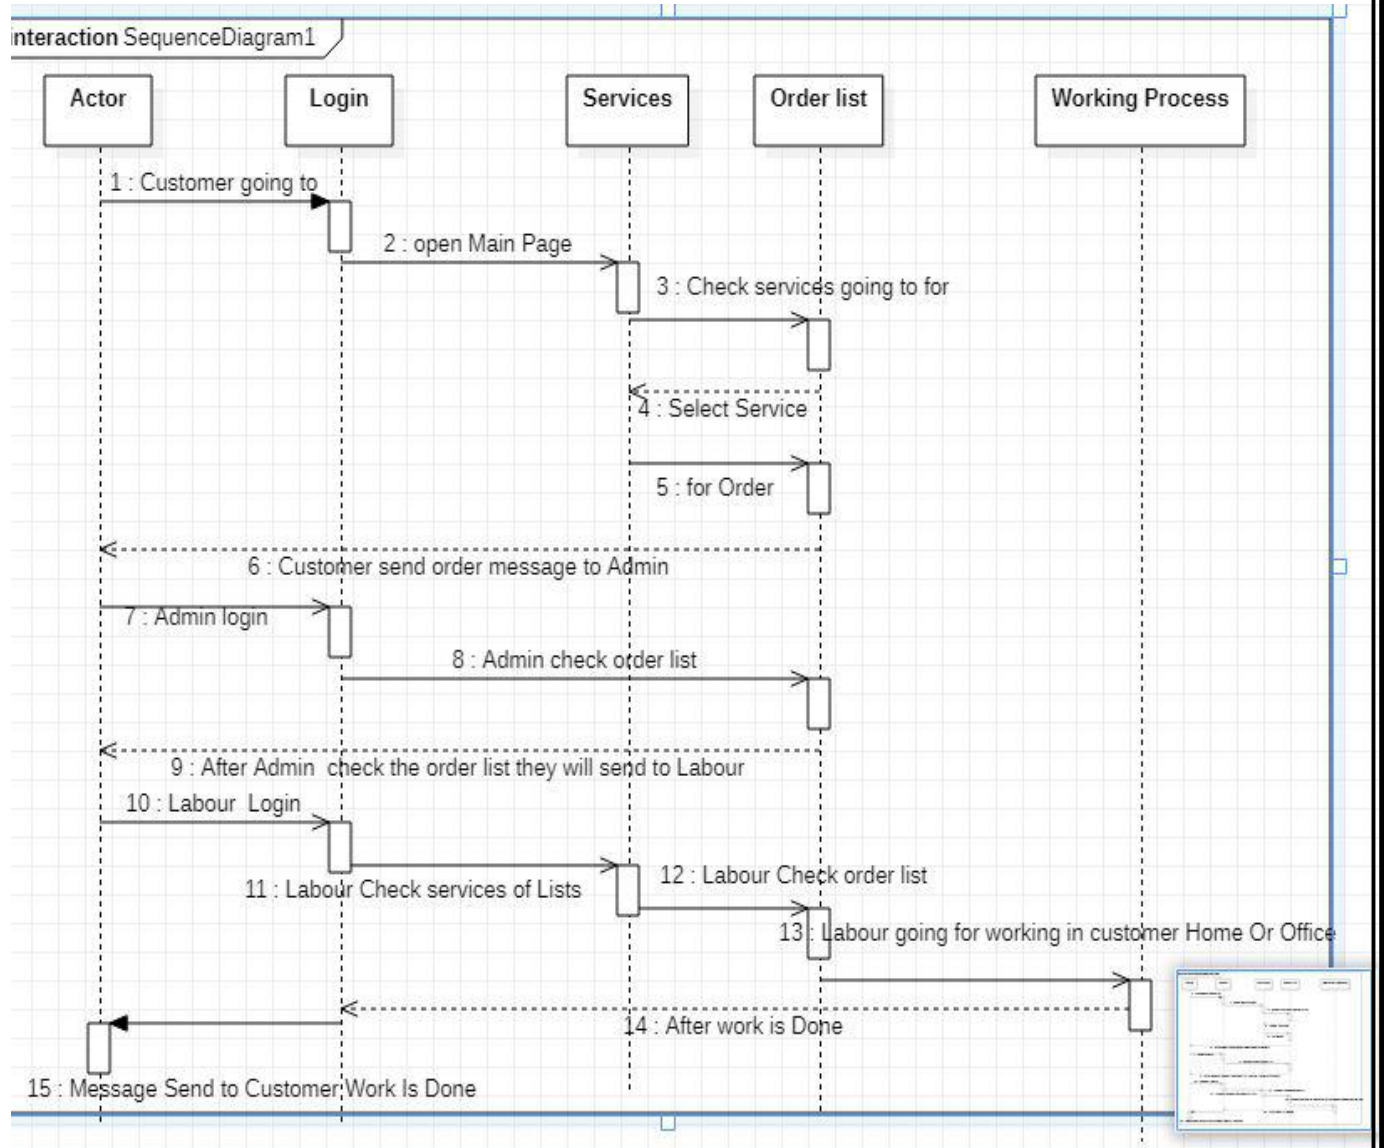 interaction SequenceDiagram1
Actor
Login
Services
Order list
Working Process
1 : Customer going to
2 : open Main Page
3 : Check services going to for
4 : Select Service
5 : for Order
6 : Customer send order message to Admin
7 : Admin login
8 : Admin check order list
9 : After Admin  check the order list they will send to Labour
10 : Labour  Login
11 : Labour Check services of Lists
12 : Labour Check order list
13 : Labour going for working in customer Home Or Office
14 : After work is Done
15 : Message Send to Customer Work Is Done